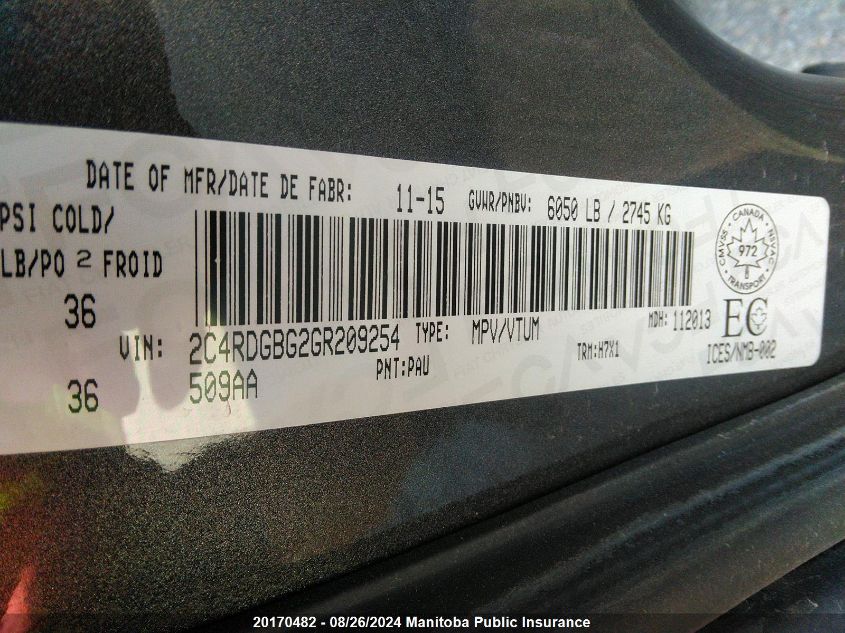 DATE OF MFR/DATE DE FABR: 11-15 GVWR/PNBV: 6050 LB / 2745 KG
PSI COLD/
LB/PO 2 FROID
36
36
VIN: 2C4RDGBG2GR209254 TYPE: MPV/VTUM MDH: 112013
509AA PNT:PAU TRM:H7X1
CMVSS CANADA NSVAC
972
TRANSPORT
EC
ICES/NMB-002
20170482 - 08/26/2024 Manitoba Public Insurance